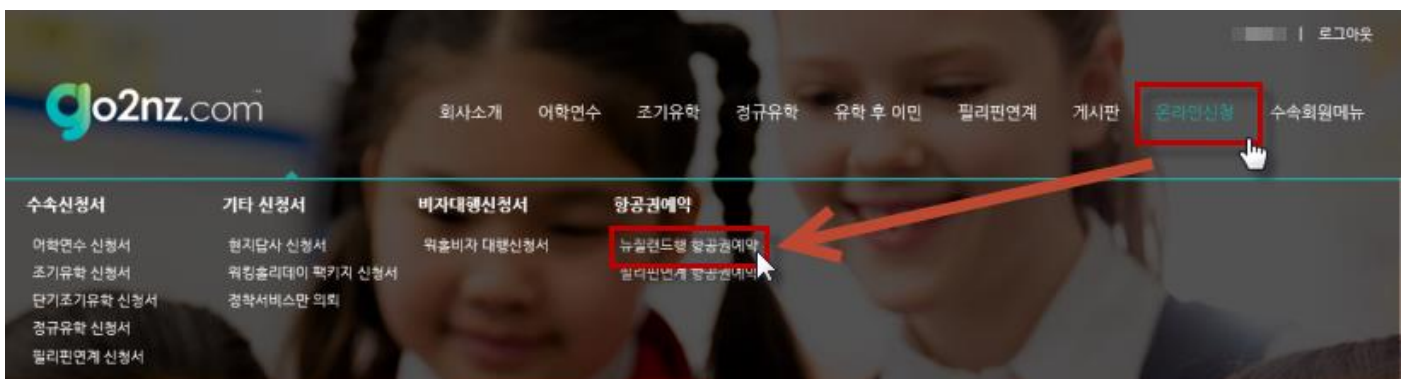 | 로그아웃
go2nz.com
회사소개 어학연수 조기유학 정규유학 유학 후 이민 필리핀연계 게시판 온라인신청 수속회원메뉴
수속신청서 기타 신청서 비자대행신청서 항공권예약
어학연수 신청서 현지답사 신청서 워홀비자 대행신청서 뉴질랜드행 항공권예약
조기유학 신청서 워킹홀리데이 팩키지 신청서 필리핀연계 항공권예약
단기조기유학 신청서 정착서비스만 의뢰
정규유학 신청서
필리핀연계 신청서